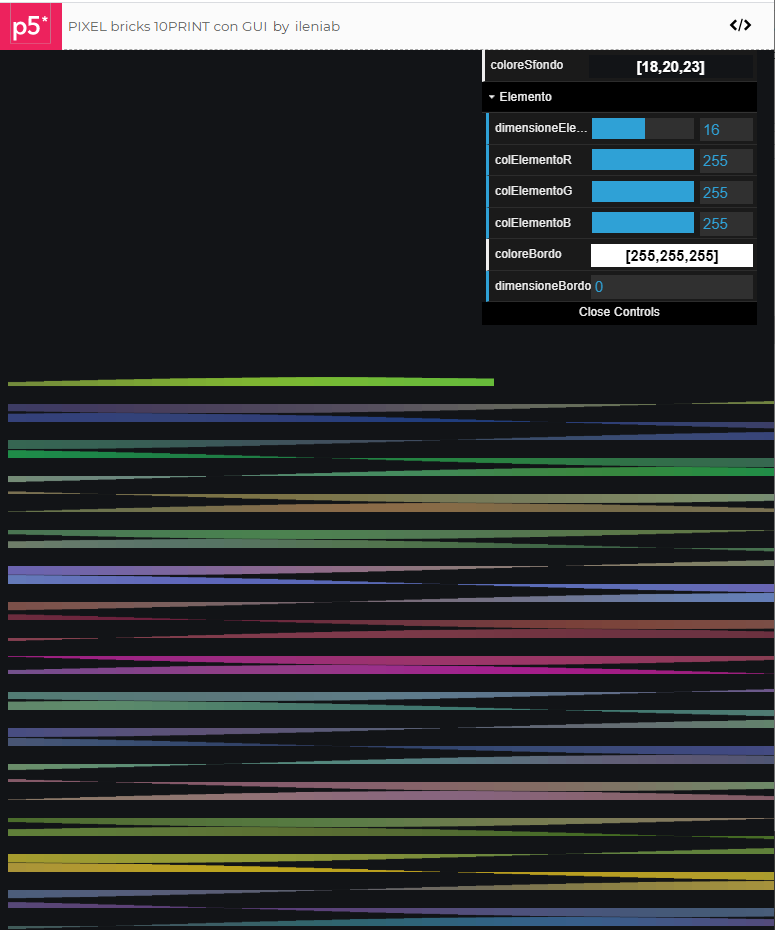 p5* PIXEL bricks 10PRINT con GUI by ileniab </>
coloreSfondo [18,20,23]
Elemento
dimensioneEle... 16
colElementoR 255
colElementoG 255
colElementoB 255
coloreBordo [255,255,255]
dimensioneBordo 0
Close Controls